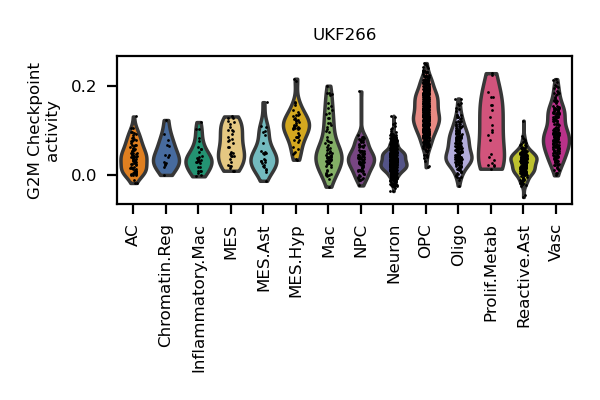 UKF266
G2M Checkpoint
activity
0.2
0.0
AC
Chromatin.Reg
Inflammatory.Mac
MES
MES.Ast
MES.Hyp
Mac
NPC
Neuron
OPC
Oligo
Prolif.Metab
Reactive.Ast
Vasc